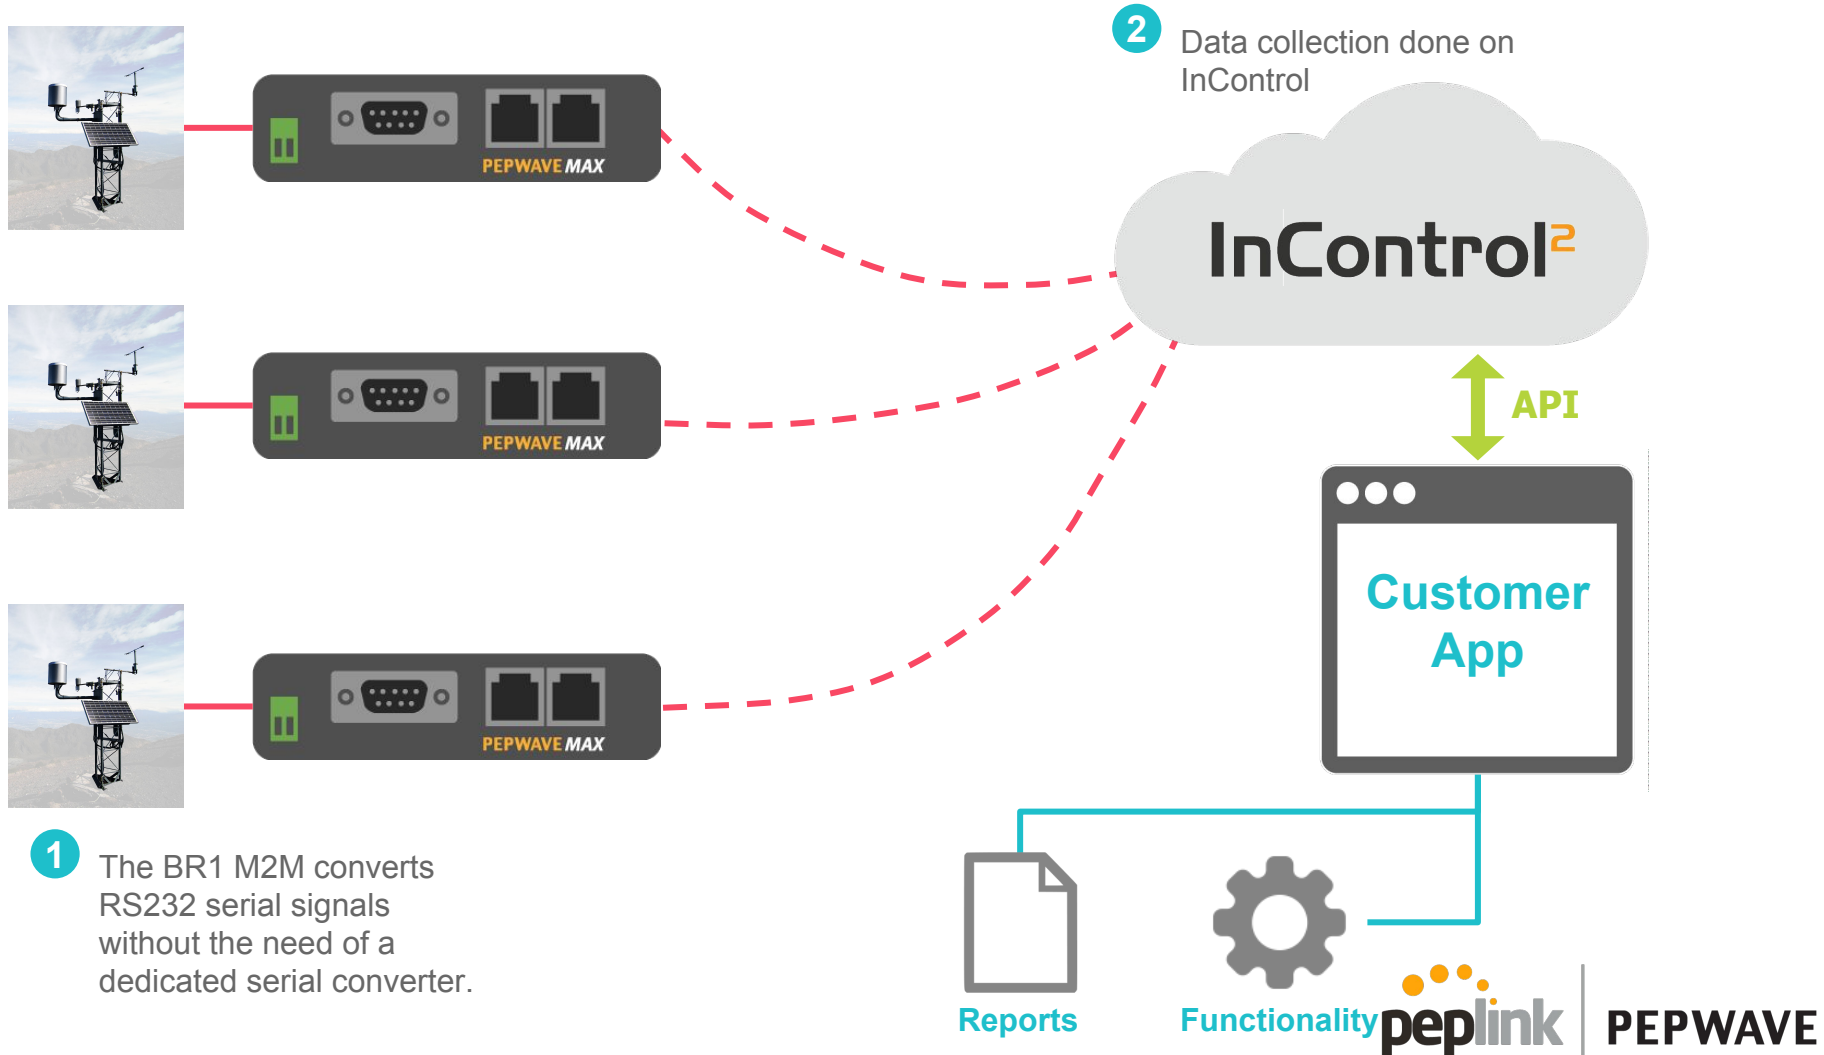 2
Data collection done on
InControl
PEPWAVE MAX
InControl2
PEPWAVE MAX
API
Customer
App
PEPWAVE MAX
1
The BR1 M2M converts
RS232 serial signals
without the need of a
dedicated serial converter.
Reports
Functionality
peplink
PEPWAVE